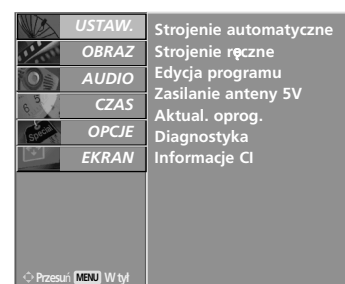 USTAW.
OBRAZ
AUDIO
CZAS
OPCJE
EKRAN
Strojenie automatyczne
Strojenie ręczne
Edycja programu
Zasilanie anteny 5V
Aktual. oprog.
Diagnostyka
Informacje CI
Special
Przesuń MENU W tył